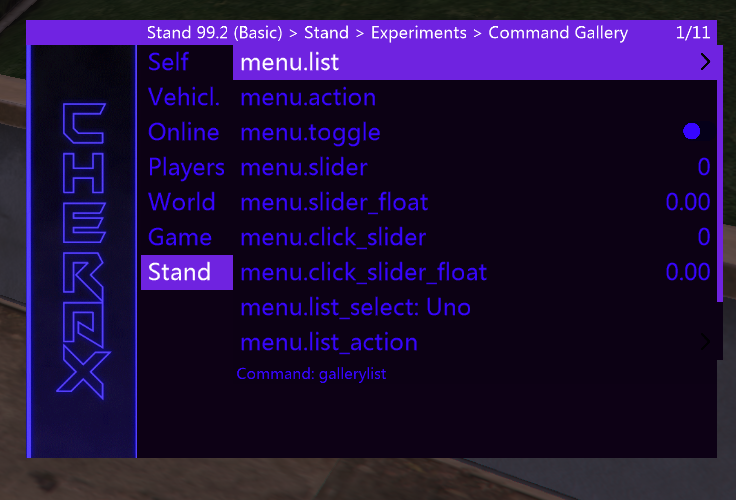 Stand 99.2 (Basic) > Stand > Experiments > Command Gallery 1/11
CHERAX
Self
Vehicl.
Online
Players
World
Game
Stand
menu.list >
menu.action
menu.toggle
menu.slider 0
menu.slider_float 0.00
menu.click_slider 0
menu.click_slider_float 0.00
menu.list_select: Uno
menu.list_action >
Command: gallerylist